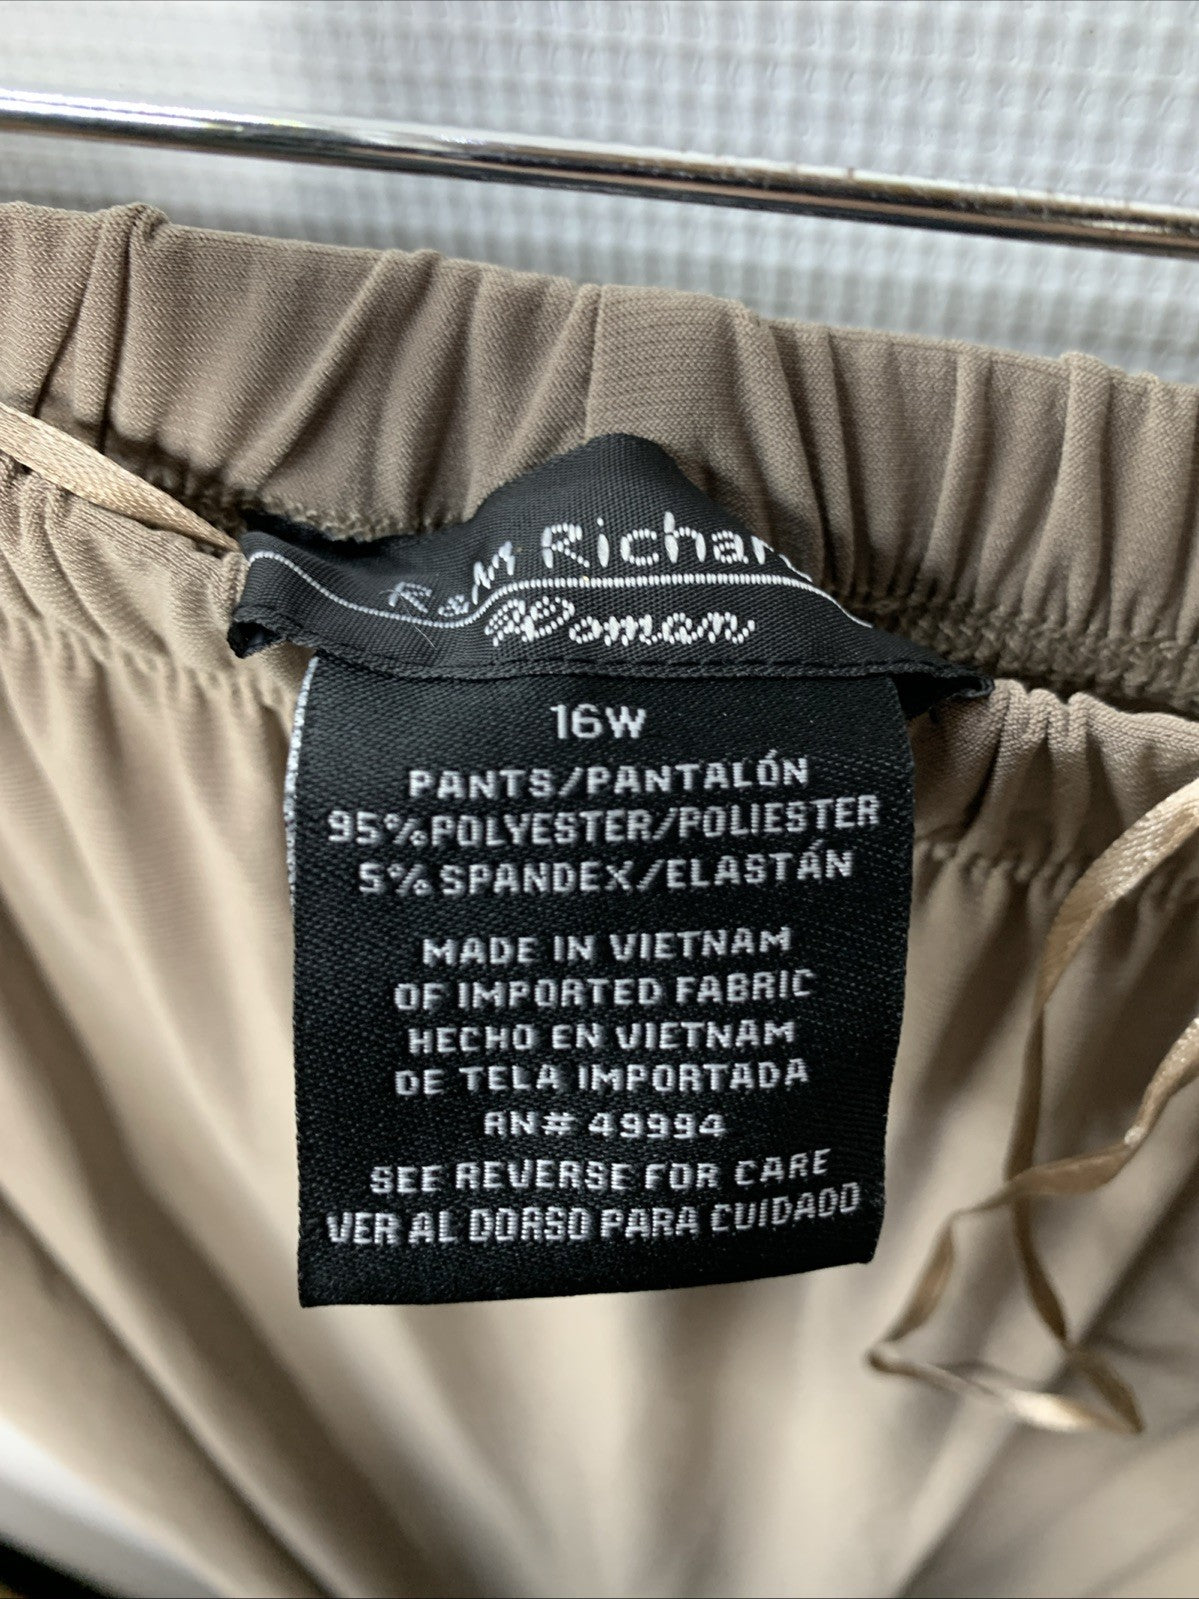 R & M Richar
Woman
16W
PANTS/PANTALÓN
95% POLYESTER/POLIESTER
5% SPANDEX/ELASTÁN
MADE IN VIETNAM
OF IMPORTED FABRIC
HECHO EN VIETNAM
DE TELA IMPORTADA
RN# 49994
SEE REVERSE FOR CARE
VER AL DORSO PARA CUIDADO